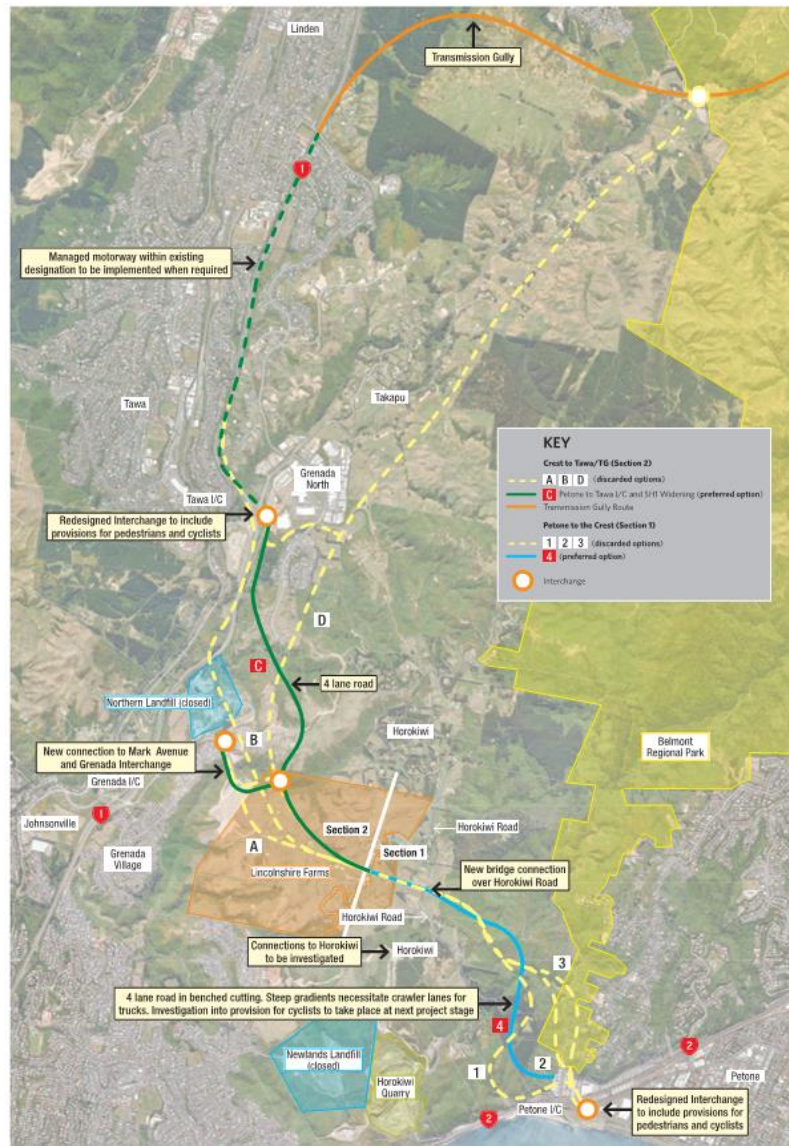 Linden
Transmission Gully
1
Managed motorway within existing
designation to be implemented when required
Tawa
Takapu
Grenada
North
Tawa I/C
Redesigned Interchange to include
provisions for pedestrians and cyclists
KEY
Crest to Tawa/TG (Section 2)
A B D (discarded options)
C Petone to Tawa I/C and SH1 Widening (preferred option)
Transmission Gully Route
Petone to the Crest (Section 1)
1 2 3 (discarded options)
4 (preferred option)
Interchange
D
C
4 lane road
Northern Landfill (closed)
B
Horokiwi
Belmont
Regional Park
New connection to Mark Avenue
and Grenada Interchange
Grenada I/C
1
Johnsonville
Grenada
Village
A
Section 2
Section 1
Horokiwi Road
Lincolnshire Farms
New bridge connection
over Horokiwi Road
Horokiwi Road
Connections to Horokiwi
to be investigated
Horokiwi
3
4 lane road in benched cutting. Steep gradients necessitate crawler lanes for
trucks. Investigation into provision for cyclists to take place at next project stage
4
2
Newlands Landfill
(closed)
Horokiwi
Quarry
1
2
Petone
Petone I/C
2
Redesigned Interchange
to include provisions for
pedestrians and cyclists